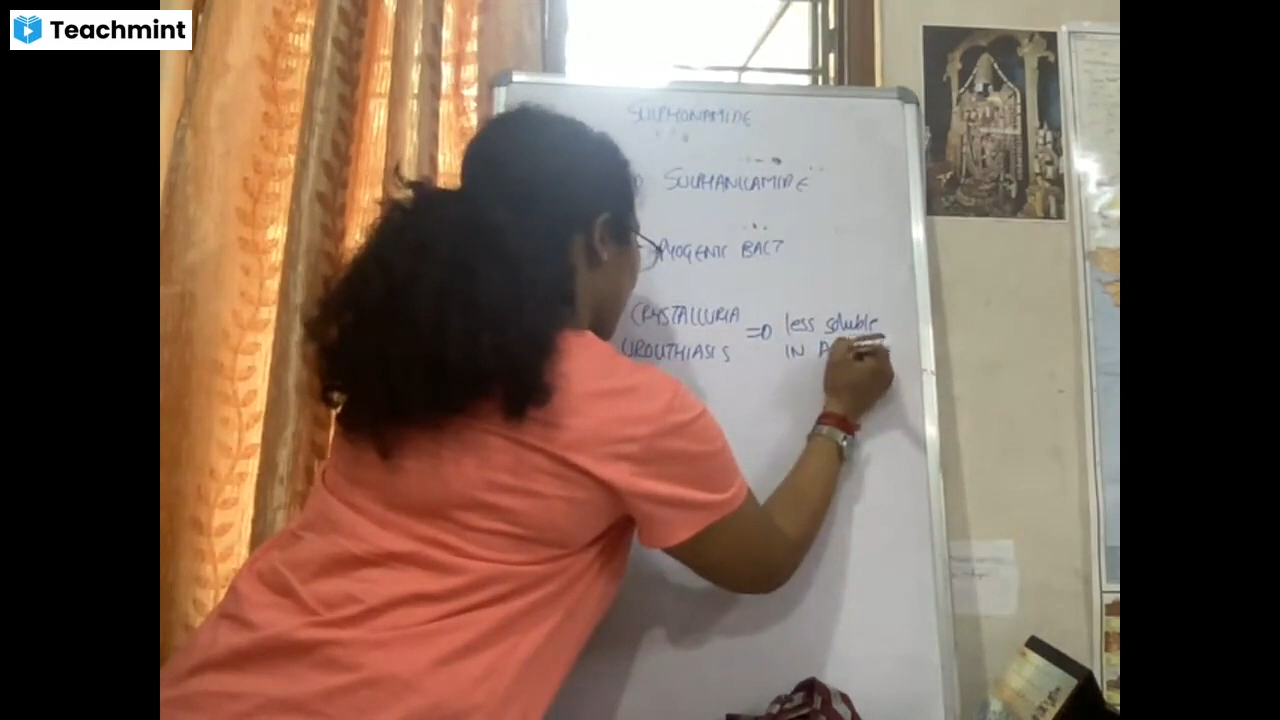 Teachmint
SULPHONAMIDE
SULPHANILAMIDE
PYOGENIC BACT
CRYSTALLURIA
=D less soluble
UROLITHIASIS
IN